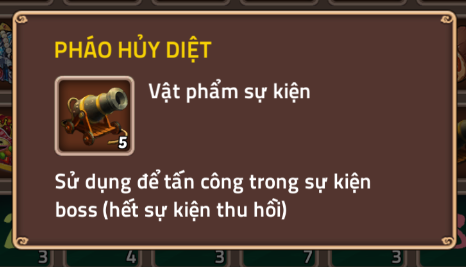 PHÁO HỦY DIỆT
Vật phẩm sự kiện
5
Sử dụng để tấn công trong sự kiện
boss (hết sự kiện thu hồi)
3 4 3 7 3